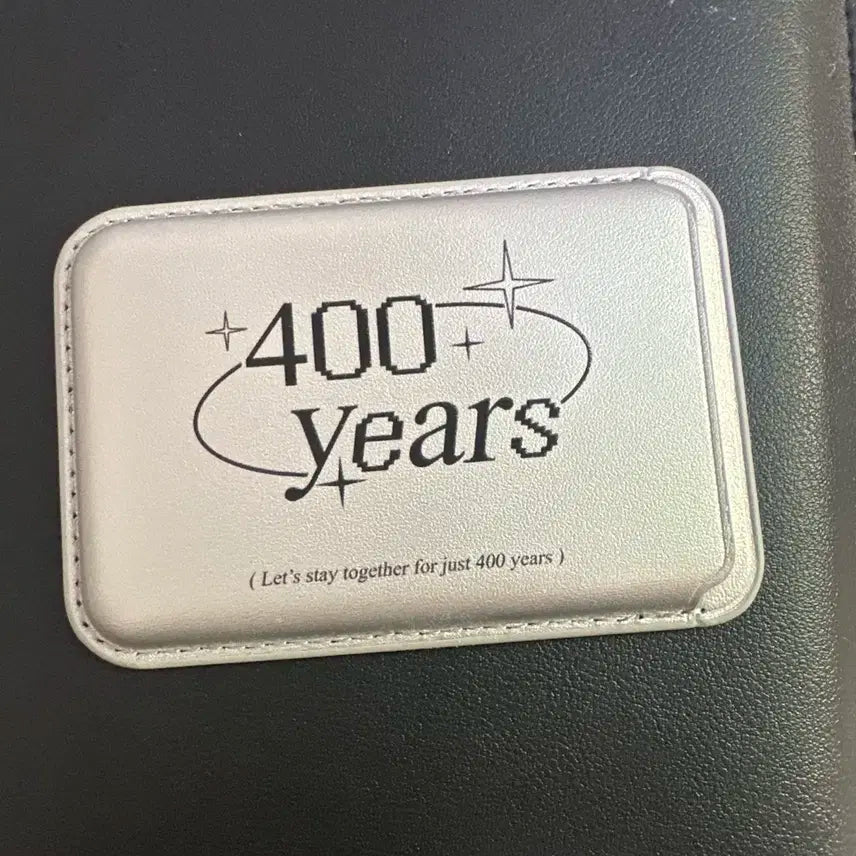 400
years
( Let's stay together for just 400 years )